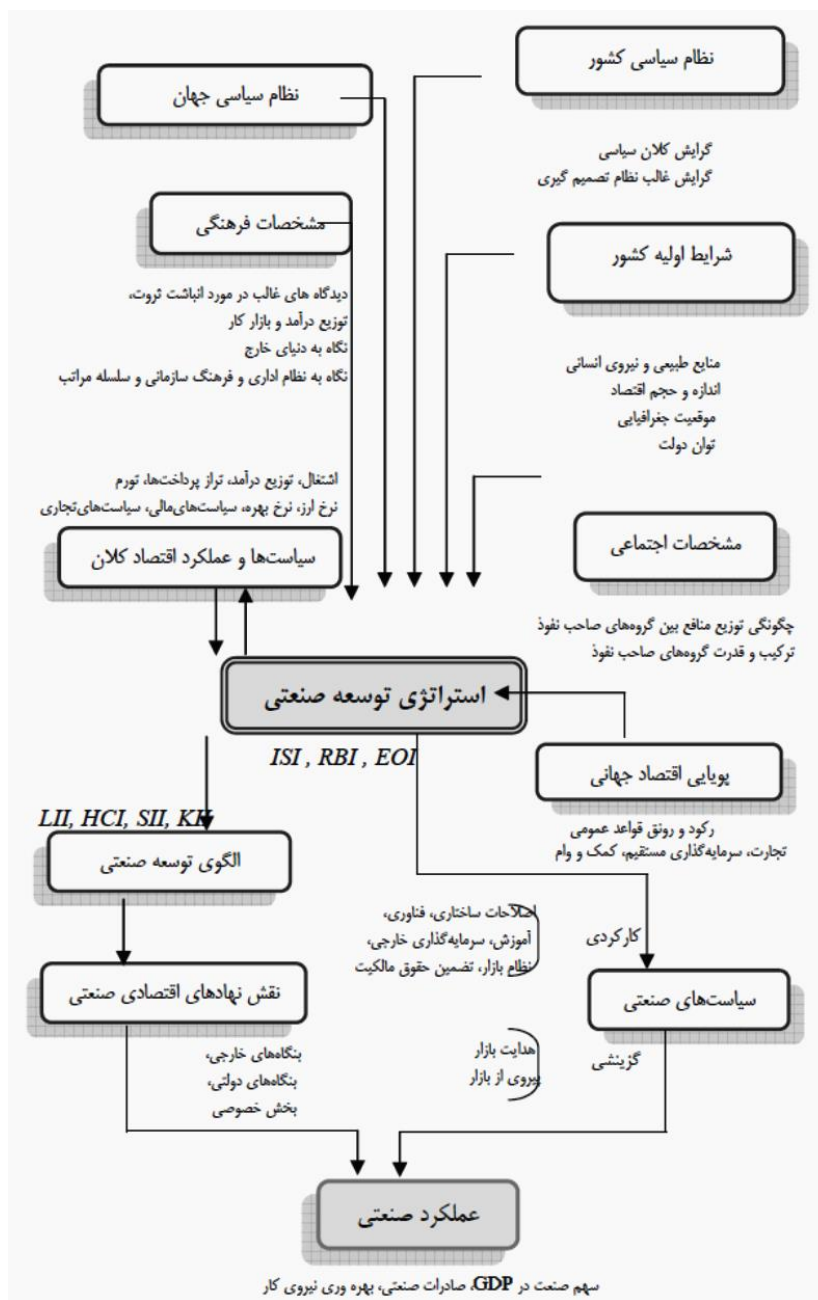 نظام سیاسی کشور
نظام سیاسی جهان
گرایش کلان سیاسی
گرایش غالب نظام تصمیم گیری
مشخصات فرهنگی
شرایط اولیه کشور
دیدگاه های غالب در مورد انباشت ثروت،
توزیع درآمد و بازار کار
نگاه به دنیای خارج
نگاه به نظام اداری و فرهنگ سازمانی و سلسله مراتب
منابع طبیعی و نیروی انسانی
اندازه و حجم اقتصاد
موقعیت جغرافیایی
توان دولت
اشتغال، توزیع درآمد، تراز پرداخت‌ها، تورم
نرخ ارز، نرخ بهره، سیاست‌های‌مالی، سیاست‌های‌تجاری
سیاست‌ها و عملکرد اقتصاد کلان
مشخصات اجتماعی
چگونگی توزیع منافع بین گروه‌های صاحب نفوذ
ترکیب و قدرت گروه‌های صاحب نفوذ
استراتژی توسعه صنعتی
ISI , RBI , EOI
پویایی اقتصاد جهانی
رکود و رونق قواعد عمومی
تجارت، سرمایه‌گذاری مستقیم، کمک و وام
LII, HCI, SII,
الگوی توسعه صنعتی
اصلاحات ساختاری، فناوری،
آموزش، سرمایه‌گذاری خارجی،
نظام بازار، تضمین حقوق مالکیت
کارکردی
نقش نهادهای اقتصادی صنعتی
سیاست‌های صنعتی
بنگاه‌های خارجی،
بنگاه‌های دولتی،
بخش خصوصی
هدایت بازار
پیروی از بازار
گزینشی
عملکرد صنعتی
سهم صنعت در GDP، صادرات صنعتی، بهره وری نیروی کار